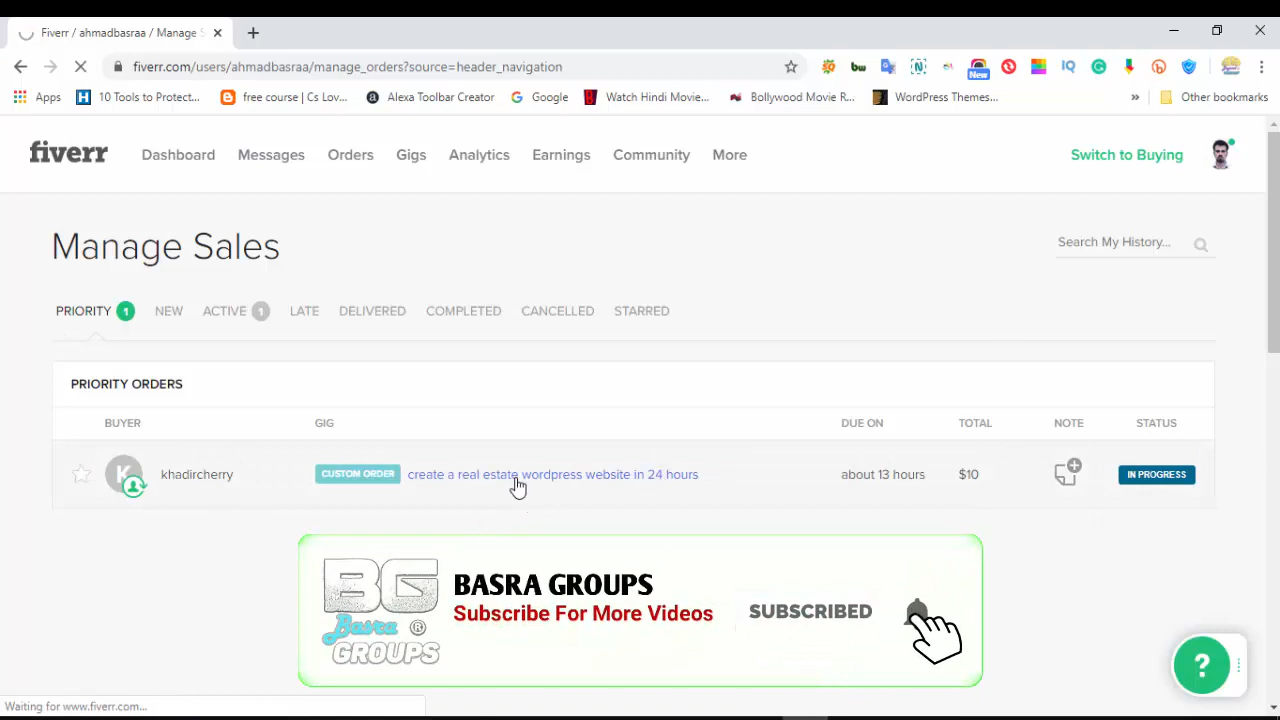 Fiverr / ahmadbasraa / Manage S
fiverr.com/users/ahmadbasraa/manage_orders?source=header_navigation
New
Apps
10 Tools to Protect...
free course | Cs Lov...
Alexa Toolbar Creator
Google
Watch Hindi Movie...
Bollywood Movie R...
WordPress Themes...
»
Other bookmarks
fiverr
Dashboard
Messages
Orders
Gigs
Analytics
Earnings
Community
More
Switch to Buying
Manage Sales
Search My History...
PRIORITY 1
NEW
ACTIVE 1
LATE
DELIVERED
COMPLETED
CANCELLED
STARRED
PRIORITY ORDERS
BUYER
GIG
DUE ON
TOTAL
NOTE
STATUS
K
khadircherry
CUSTOM ORDER
create a real estate wordpress website in 24 hours
about 13 hours
$10
IN PROGRESS
BG
Basra ®
GROUPS
BASRA GROUPS
Subscribe For More Videos
SUBSCRIBED
?
Waiting for www.fiverr.com...